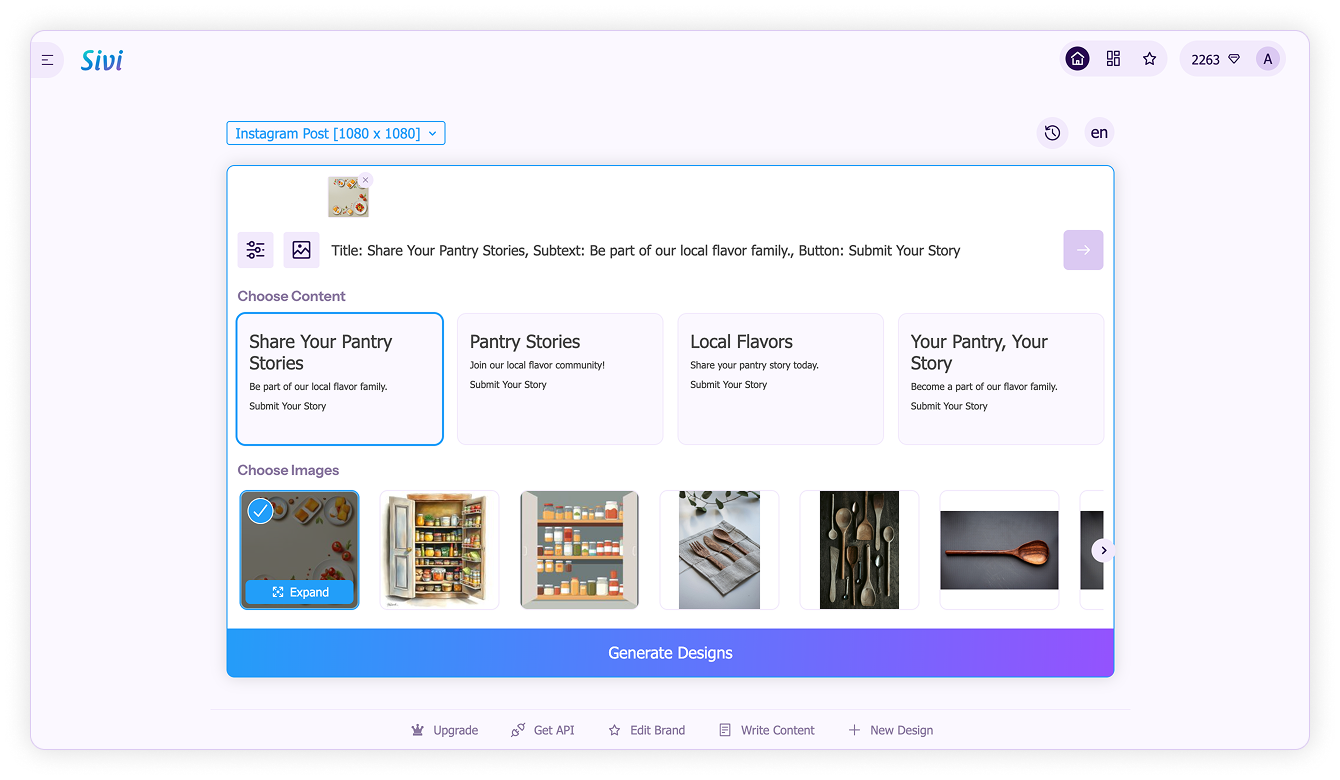 Sivi
2263
A
Instagram Post [1080 x 1080]
en
Title: Share Your Pantry Stories, Subtext: Be part of our local flavor family., Button: Submit Your Story
Choose Content
Share Your Pantry
Stories
Be part of our local flavor family.
Submit Your Story
Pantry Stories
Join our local flavor community!
Submit Your Story
Local Flavors
Share your pantry story today.
Submit Your Story
Your Pantry, Your
Story
Become a part of our flavor family.
Submit Your Story
Choose Images
Expand
Generate Designs
Upgrade
Get API
Edit Brand
Write Content
New Design